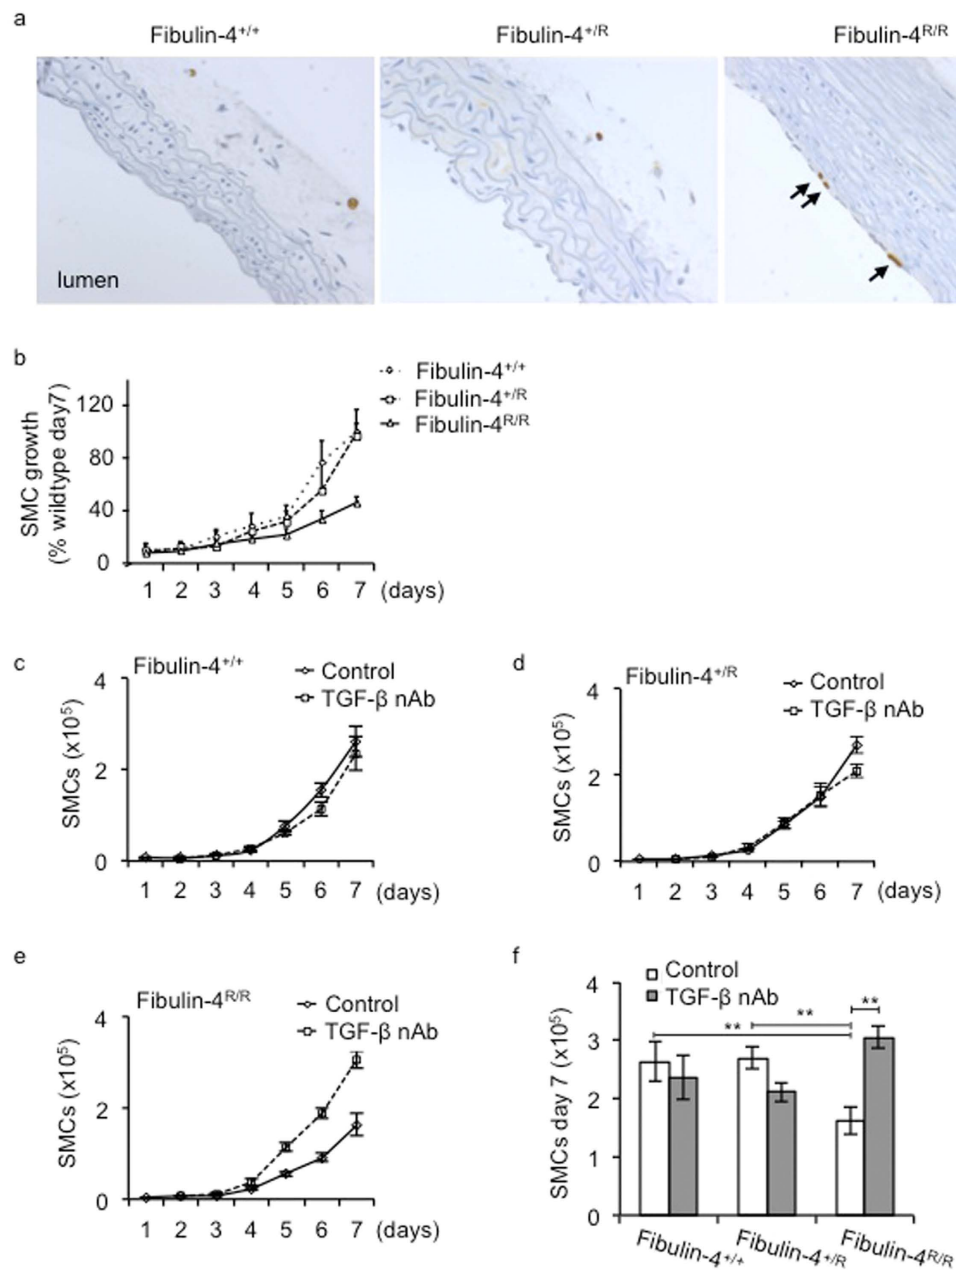 a
Fibulin-4+/+
Fibulin-4+/R
Fibulin-4R/R
lumen
b
SMC growth
(% wildtype day7)
120
80
40
0
1 2 3 4 5 6 7 (days)
Fibulin-4+/+
Fibulin-4+/R
Fibulin-4R/R
c
Fibulin-4+/+
Control
TGF-β nAb
SMCs (x10⁵)
4
2
0
1 2 3 4 5 6 7 (days)
d
Fibulin-4+/R
Control
TGF-β nAb
SMCs (x10⁵)
4
2
0
1 2 3 4 5 6 7 (days)
e
Fibulin-4R/R
Control
TGF-β nAb
SMCs (x10⁵)
4
2
0
1 2 3 4 5 6 7 (days)
f
Control
TGF-β nAb
SMCs day 7 (x10⁵)
4
3
2
1
0
** ** **
Fibulin-4+/+
Fibulin-4+/R
Fibulin-4R/R